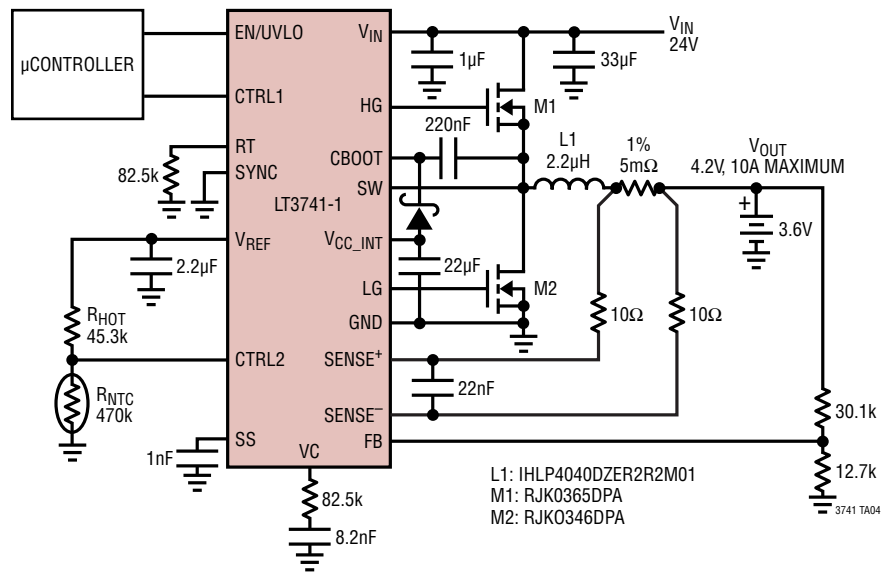 µCONTROLLER
EN/UVLO
CTRL1
RT
SYNC
82.5k
LT3741-1
VREF
2.2µF
RHOT
45.3k
CTRL2
RNTC
470k
SS
1nF
VC
82.5k
8.2nF
VIN
VIN
24V
1µF
33µF
HG
M1
220nF
CBOOT
SW
L1
2.2µH
1%
5mΩ
VOUT
4.2V, 10A MAXIMUM
+
3.6V
VCC_INT
22µF
LG
M2
GND
10Ω
10Ω
SENSE+
22nF
SENSE–
FB
30.1k
12.7k
L1: IHLP4040DZER2R2M01
M1: RJK0365DPA
M2: RJKO346DPA
3741 TA04